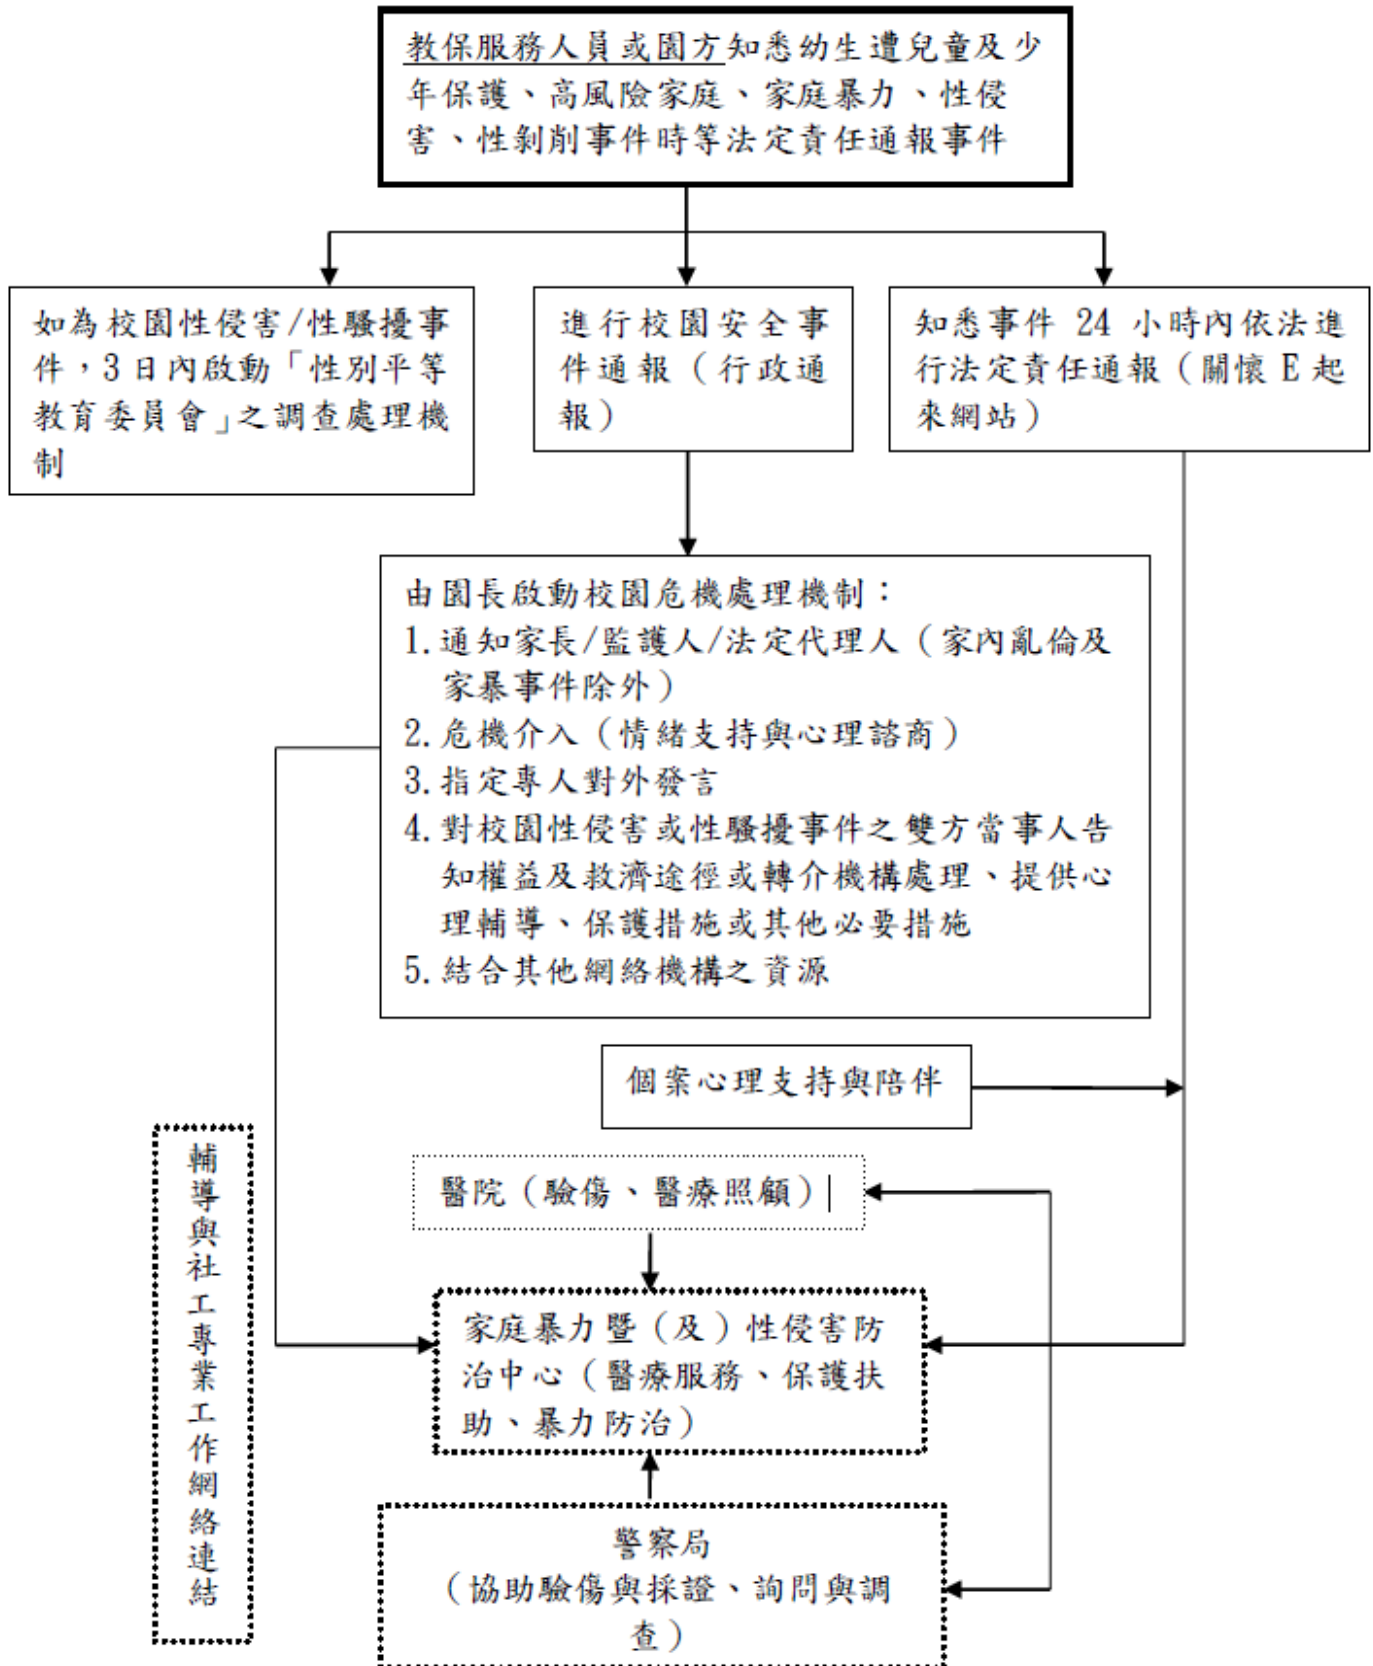 教保服務人員或園方知悉幼生遭兒童及少
年保護、高風險家庭、家庭暴力、性侵
害、性剝削事件時等法定責任通報事件
如為校園性侵害/性騷擾事
件，3日內啟動「性別平等
教育委員會」之調查處理機
制
進行校園安全事
件通報（行政通
報）
知悉事件 24 小時內依法進
行法定責任通報（關懷 E 起
來網站）
由園長啟動校園危機處理機制：
1.通知家長/監護人/法定代理人（家內亂倫及
家暴事件除外）
2.危機介入（情緒支持與心理諮商）
3.指定專人對外發言
4.對校園性侵害或性騷擾事件之雙方當事人告
知權益及救濟途徑或轉介機構處理、提供心
理輔導、保護措施或其他必要措施
5.結合其他網絡機構之資源
個案心理支持與陪伴
輔導與社工專業工作網絡連結
醫院（驗傷、醫療照顧）
家庭暴力暨（及）性侵害防
治中心（醫療服務、保護扶
助、暴力防治）
警察局
（協助驗傷與採證、詢問與調
查）